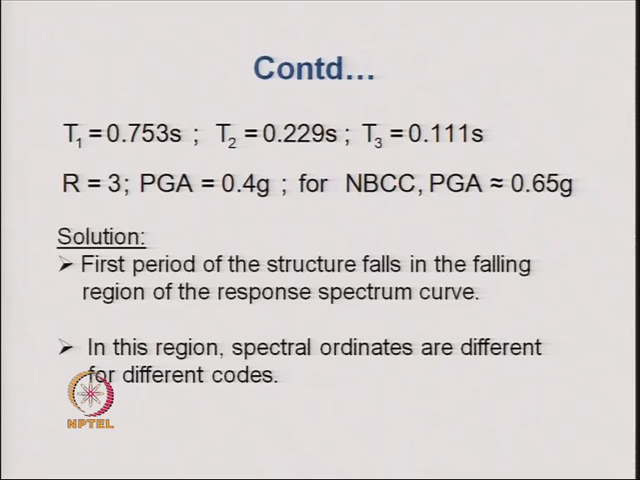 Contd...
T1 = 0.753s ; T2 = 0.229s ; T3 = 0.111s
R = 3; PGA = 0.4g ; for NBCC, PGA ≈ 0.65g
Solution:
➢ First period of the structure falls in the falling
region of the response spectrum curve.
➢ In this region, spectral ordinates are different
for different codes.
NPTEL